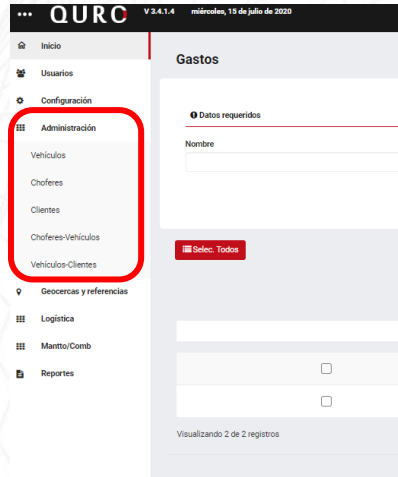 QURC V 3.4.1.4 miércoles, 15 de julio de 2020
Inicio
Usuarios
Configuración
Administración
Vehículos
Choferes
Clientes
Choferes-Vehículos
Vehículos-Clientes
Geocercas y referencias
Logística
Mantto/Comb
Reportes
Gastos
Datos requeridos
Nombre
Selec. Todos
Visualizando 2 de 2 registros